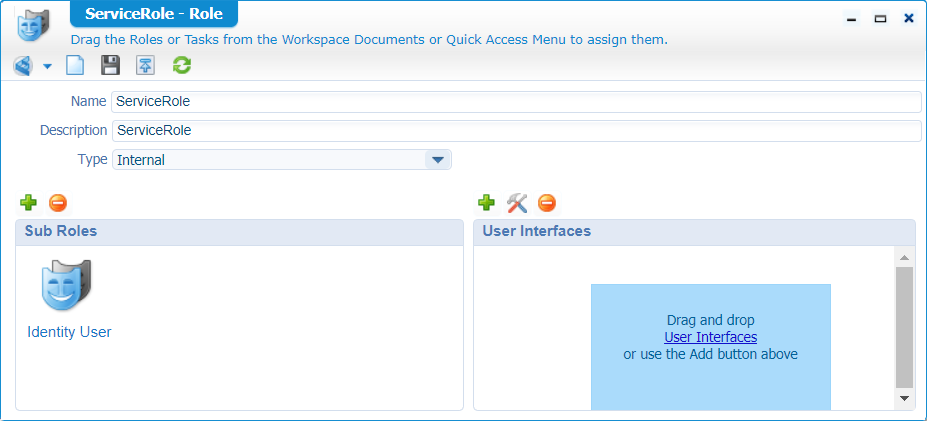 ServiceRole - Role
Drag the Roles or Tasks from the Workspace Documents or Quick Access Menu to assign them.
Name ServiceRole
Description ServiceRole
Type Internal
Sub Roles
Identity User
User Interfaces
Drag and drop
User Interfaces
or use the Add button above